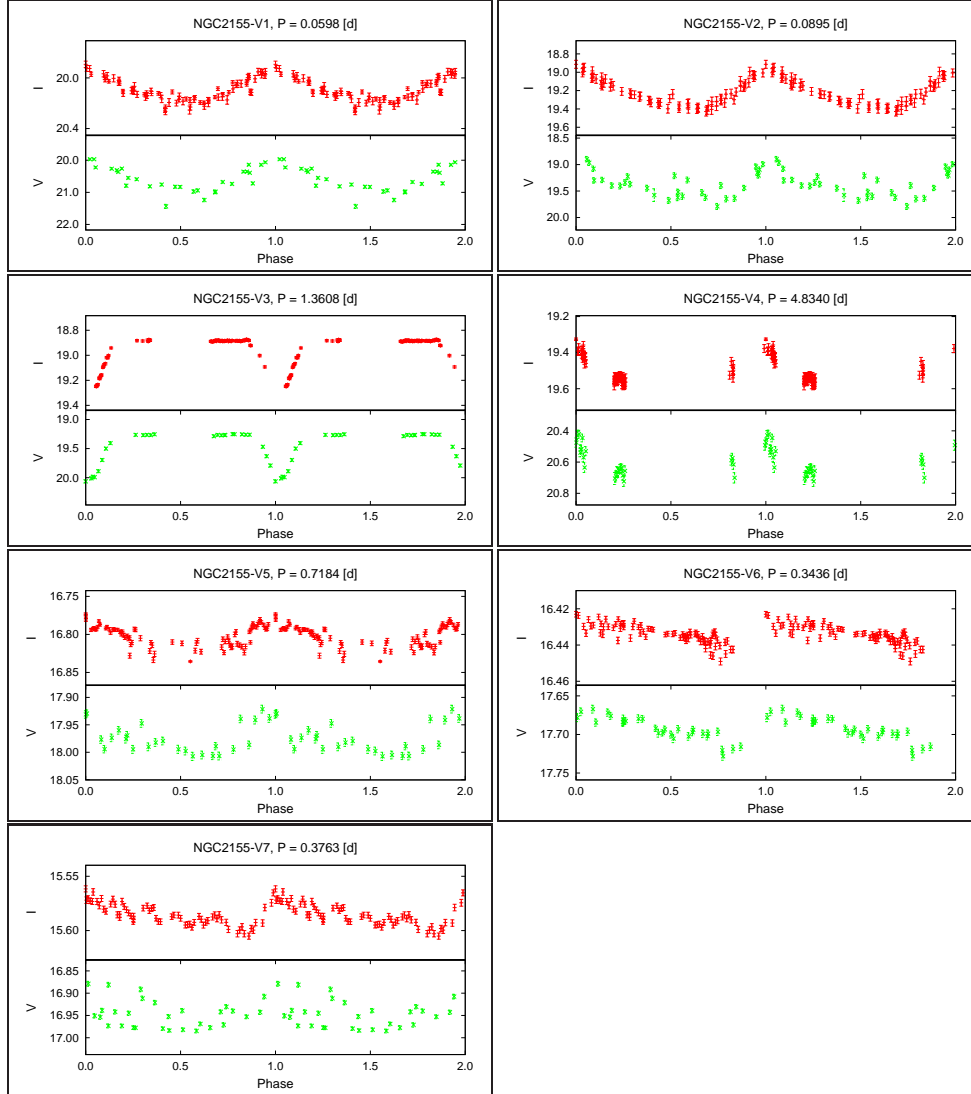 NGC2155-V1, P = 0.0598 [d]
I
20.0
20.4
V
20.0
21.0
22.0
0.0 0.5 1.0 1.5 2.0
Phase
NGC2155-V2, P = 0.0895 [d]
I
18.8
19.0
19.2
19.4
19.6
V
18.5
19.0
19.5
20.0
0.0 0.5 1.0 1.5 2.0
Phase
NGC2155-V3, P = 1.3608 [d]
I
18.8
19.0
19.2
19.4
V
19.0
19.5
20.0
0.0 0.5 1.0 1.5 2.0
Phase
NGC2155-V4, P = 4.8340 [d]
I
19.2
19.4
19.6
V
20.4
20.6
20.8
0.0 0.5 1.0 1.5 2.0
Phase
NGC2155-V5, P = 0.7184 [d]
I
16.75
16.80
16.85
V
17.90
17.95
18.00
18.05
0.0 0.5 1.0 1.5 2.0
Phase
NGC2155-V6, P = 0.3436 [d]
I
16.42
16.44
16.46
V
17.65
17.70
17.75
0.0 0.5 1.0 1.5 2.0
Phase
NGC2155-V7, P = 0.3763 [d]
I
15.55
15.60
V
16.85
16.90
16.95
17.00
0.0 0.5 1.0 1.5 2.0
Phase